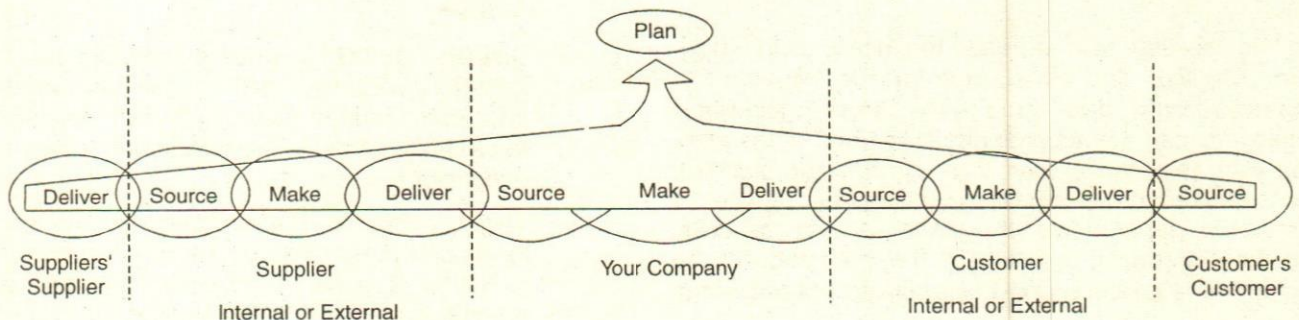 Plan
Deliver Source Make Deliver Source Make Deliver Source Make Deliver Source
Suppliers'
Supplier
Supplier
Internal or External
Your Company
Customer
Internal or External
Customer's
Customer